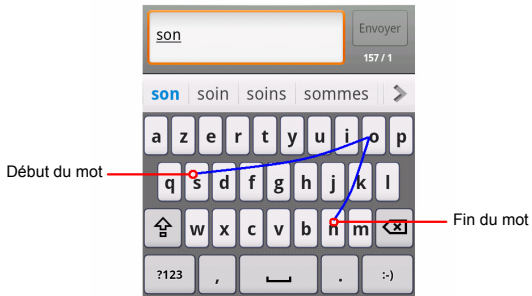 son
Envoyer
157 / 1
son soin soins sommes
a z e r t y u i o p
Début du mot
q s d f g h j k l
w x c v b n m
Fin du mot
?123 , . :-)